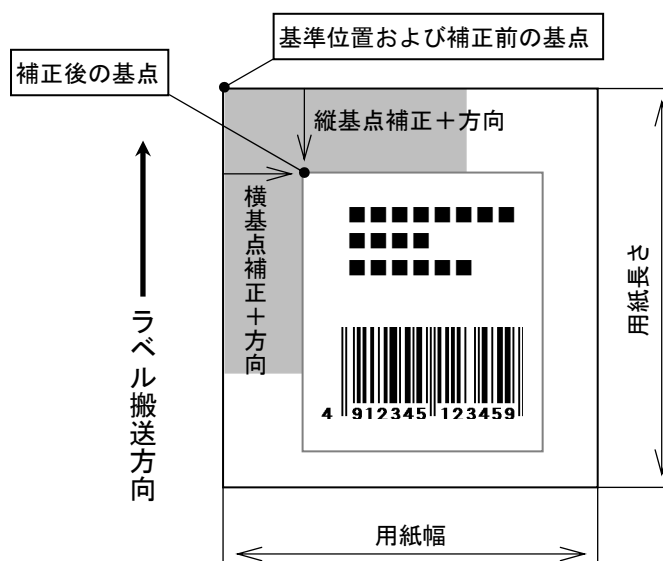 基準位置および補正前の基点
補正後の基点
縦基点補正＋方向
横基点補正＋方向
ラベル搬送方向
用紙長さ
4 912345 123459
用紙幅